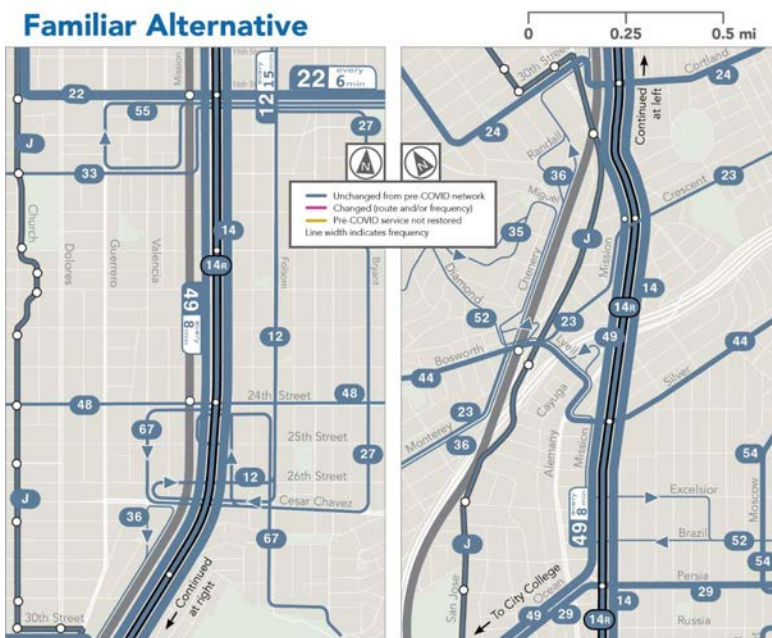 Familiar Alternative
0
0.25
0.5 mi
Mission
16th St
12
every
15 min
22
every
6 min
22
55
27
J
33
Church
Dolores
Guerrero
Valencia
14
14R
Folsom
Bryant
49
every
8 min
12
24th Street
48
48
67
25th Street
26th Street
12
27
J
Cesar Chavez
36
67
Continued
at right
30th Street
Unchanged from pre-COVID network
Changed (route and/or frequency)
Pre-COVID service not restored
Line width indicates frequency
N
N
30th Street
Continued
at left
Cortland
24
24
Randall
36
Miguel
Crescent
23
35
Chenery
J
Mission
Diamond
14R
14
52
23
49
Lyell
Bosworth
44
44
Silver
23
Cayuga
Monterey
36
Alemany
Mission
54
Moscow
Excelsior
49
every
8 min
Brazil
52
J
54
Persia
San Jose
To City College
Ocean
29
49
29
14
14R
Russia